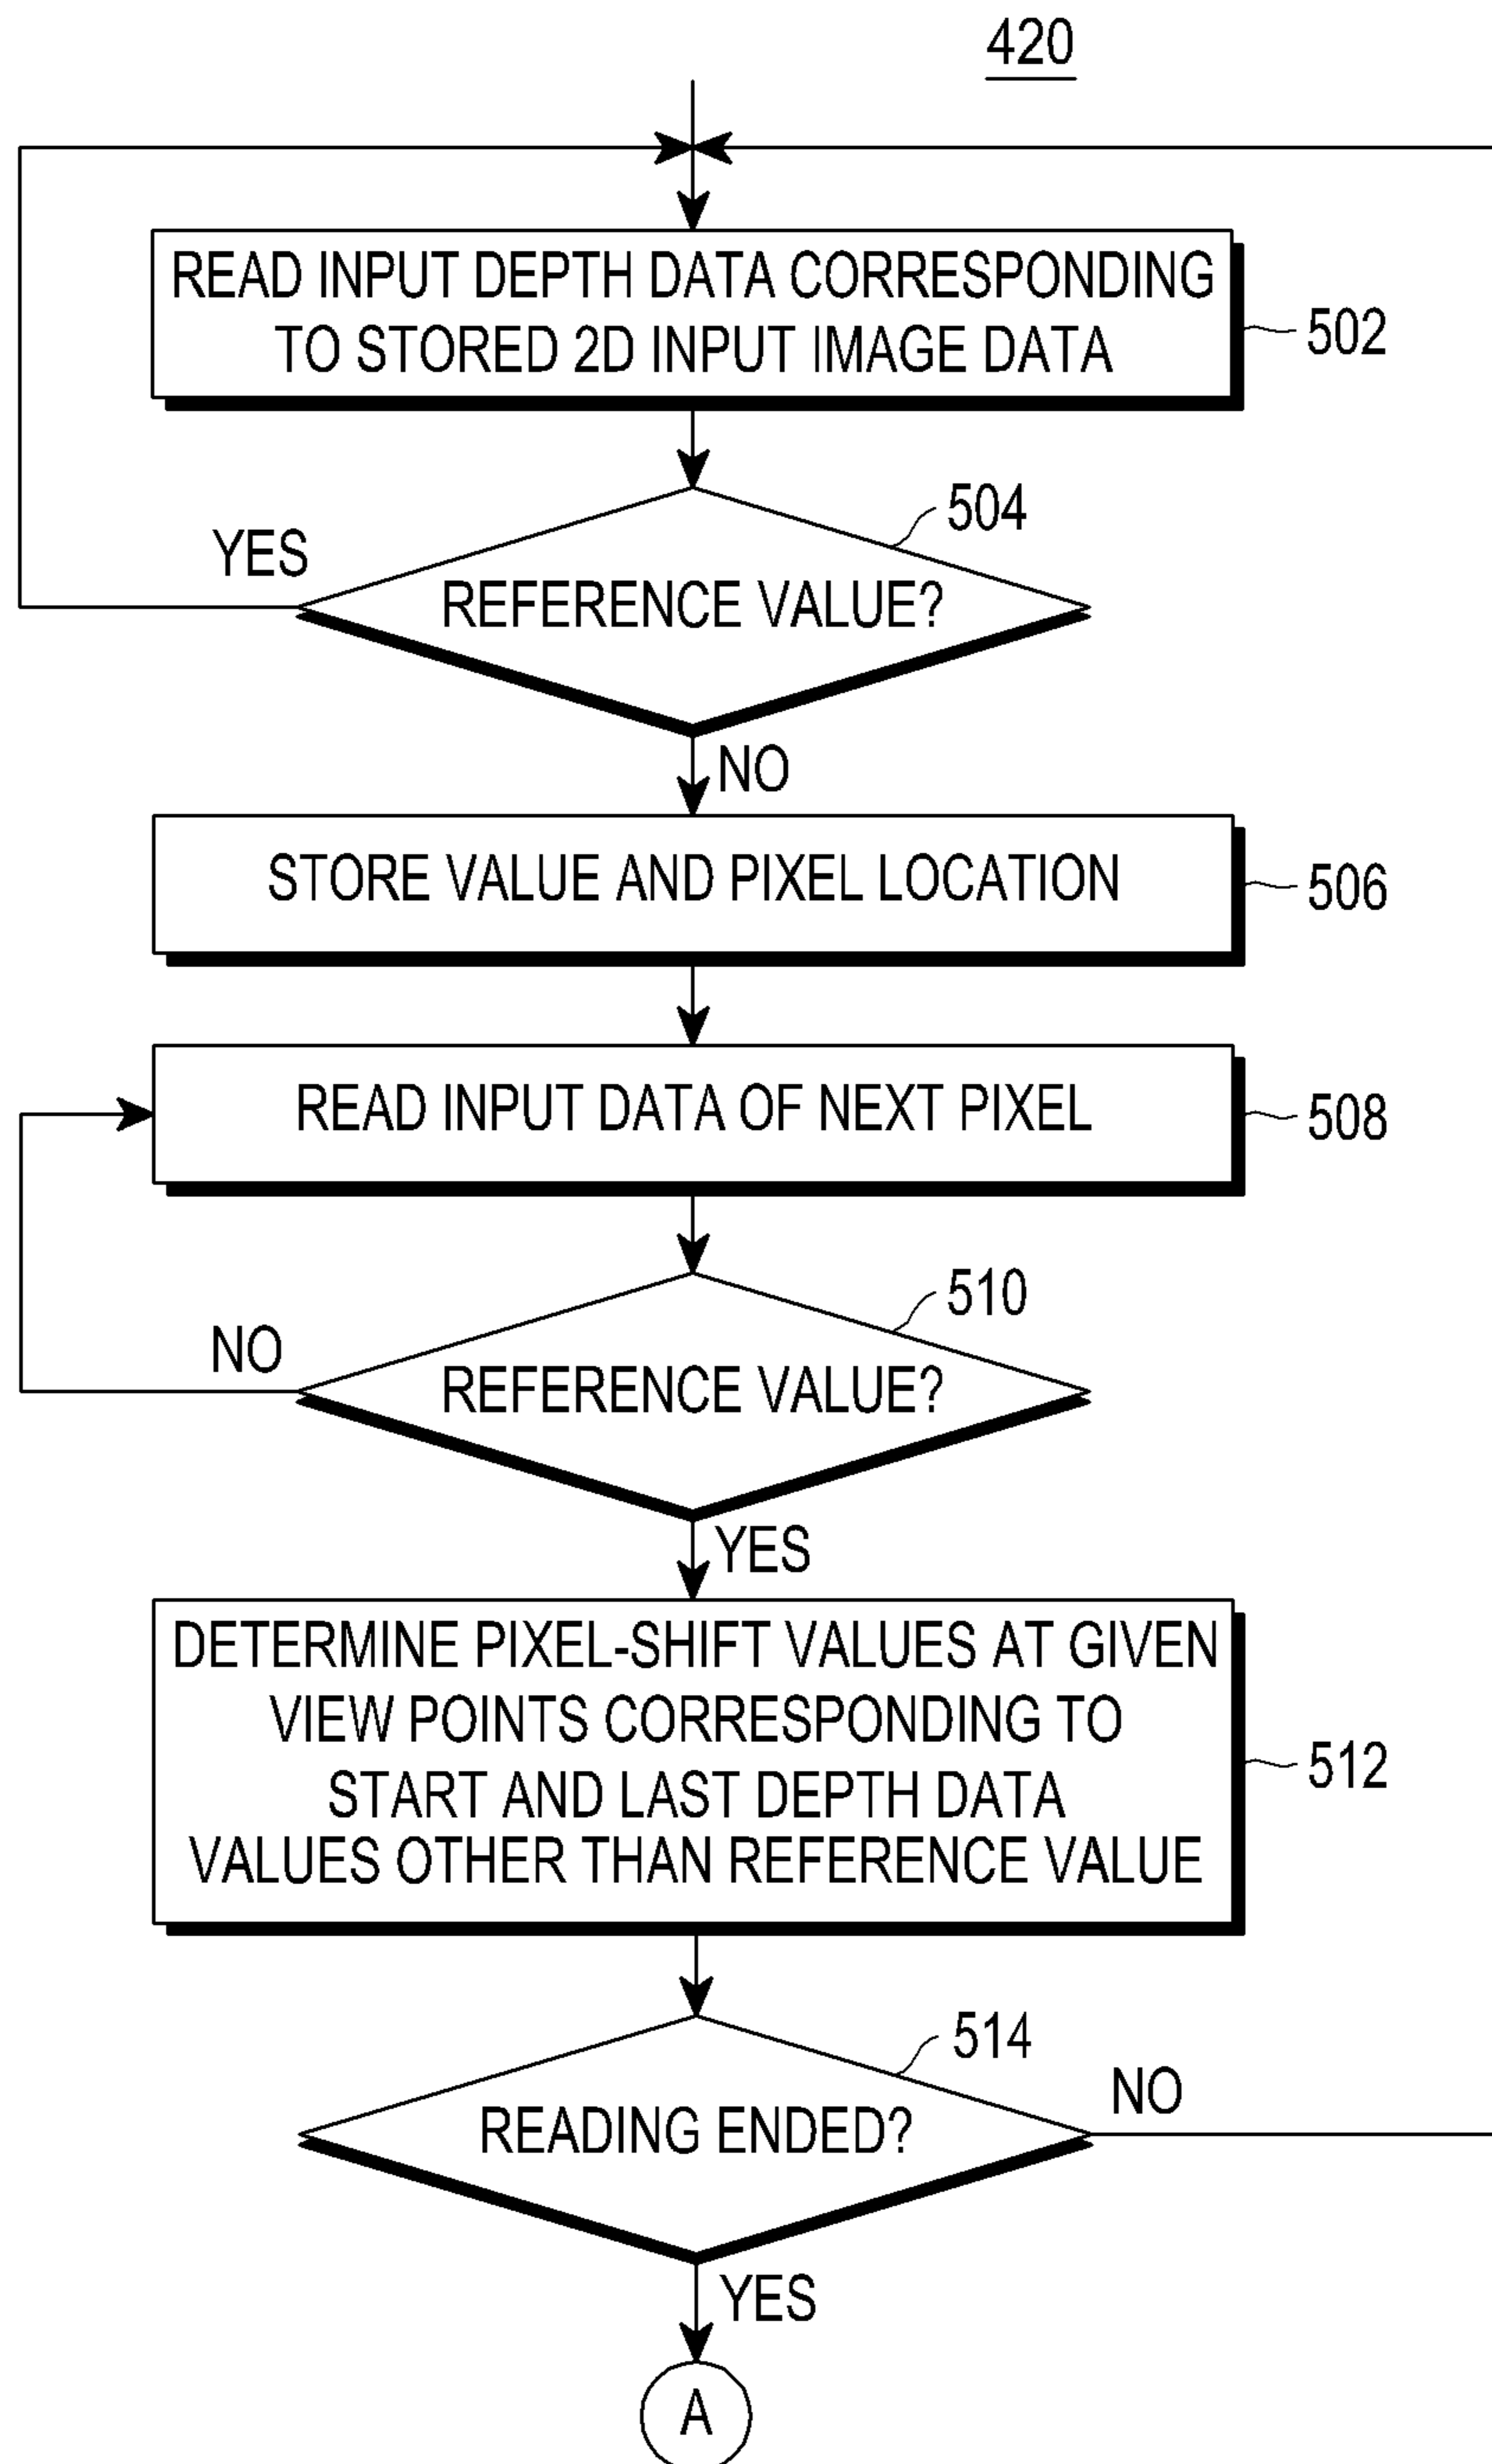 420
READ INPUT DEPTH DATA CORRESPONDING
TO STORED 2D INPUT IMAGE DATA
502
504
YES
REFERENCE VALUE?
NO
STORE VALUE AND PIXEL LOCATION
506
READ INPUT DATA OF NEXT PIXEL
508
510
NO
REFERENCE VALUE?
YES
DETERMINE PIXEL-SHIFT VALUES AT GIVEN
VIEW POINTS CORRESPONDING TO
START AND LAST DEPTH DATA
VALUES OTHER THAN REFERENCE VALUE
512
514
NO
READING ENDED?
YES
A